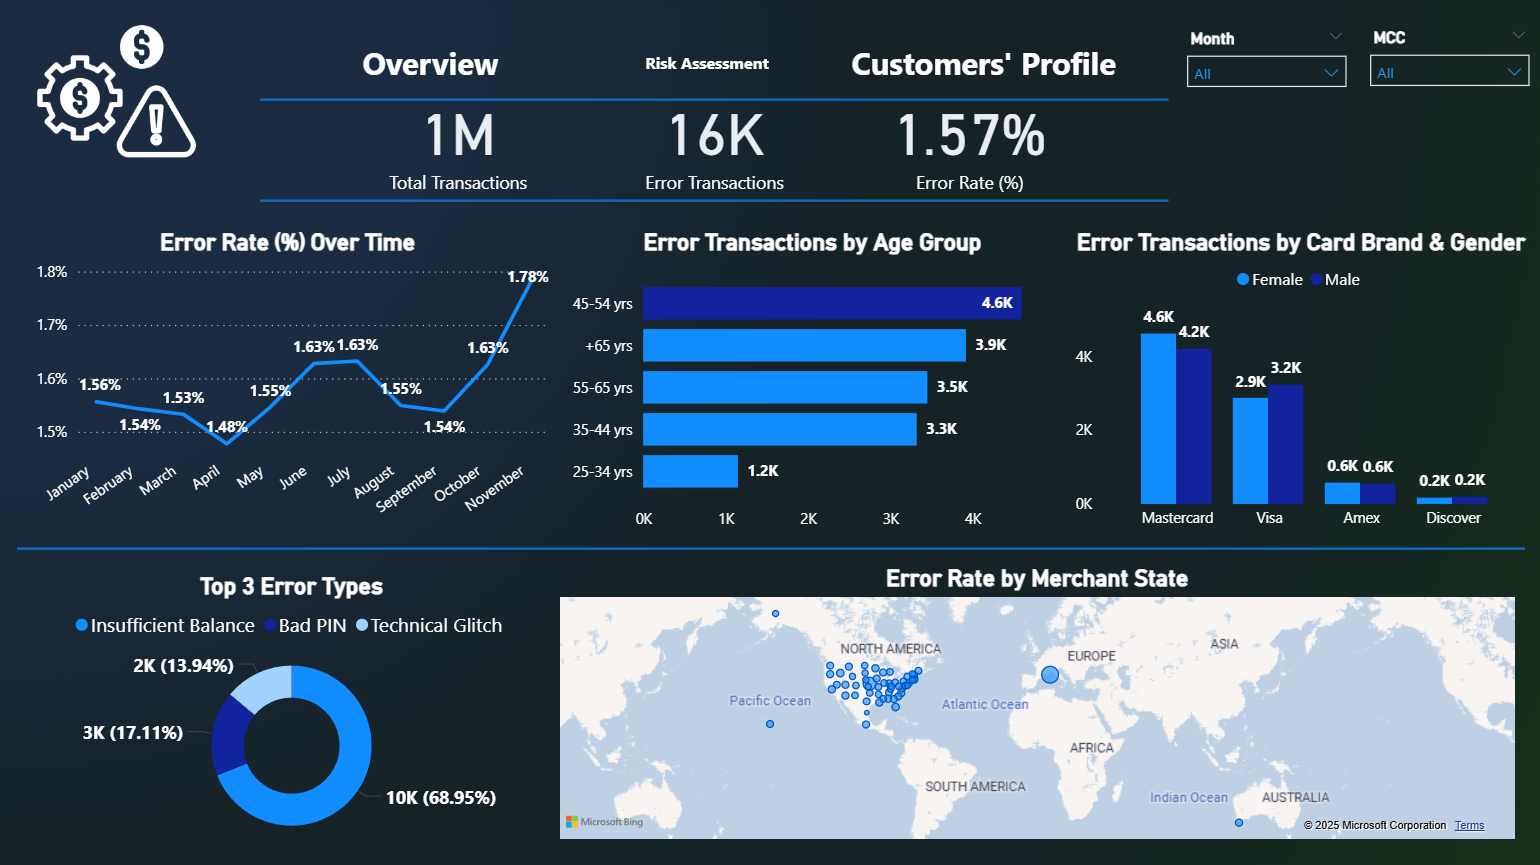 Overview
Risk Assessment
Customers' Profile
Month
All
MCC
All
1M
Total Transactions
16K
Error Transactions
1.57%
Error Rate (%)
Error Rate (%) Over Time
1.8%
1.7%
1.6%
1.5%
1.56%
1.54%
1.53%
1.48%
1.55%
1.63%
1.63%
1.55%
1.54%
1.63%
1.78%
January
February
March
April
May
June
July
August
September
October
November
Error Transactions by Age Group
45-54 yrs 4.6K
+65 yrs 3.9K
55-65 yrs 3.5K
35-44 yrs 3.3K
25-34 yrs 1.2K
0K 1K 2K 3K 4K
Error Transactions by Card Brand & Gender
Female Male
4K
2K
0K
4.6K 4.2K
2.9K 3.2K
0.6K 0.6K
0.2K 0.2K
Mastercard Visa Amex Discover
Top 3 Error Types
Insufficient Balance Bad PIN Technical Glitch
2K (13.94%)
3K (17.11%)
10K (68.95%)
Error Rate by Merchant State
NORTH AMERICA
EUROPE
ASIA
Pacific Ocean
Atlantic Ocean
AFRICA
SOUTH AMERICA
Indian Ocean
AUSTRALIA
Microsoft Bing
© 2025 Microsoft Corporation Terms